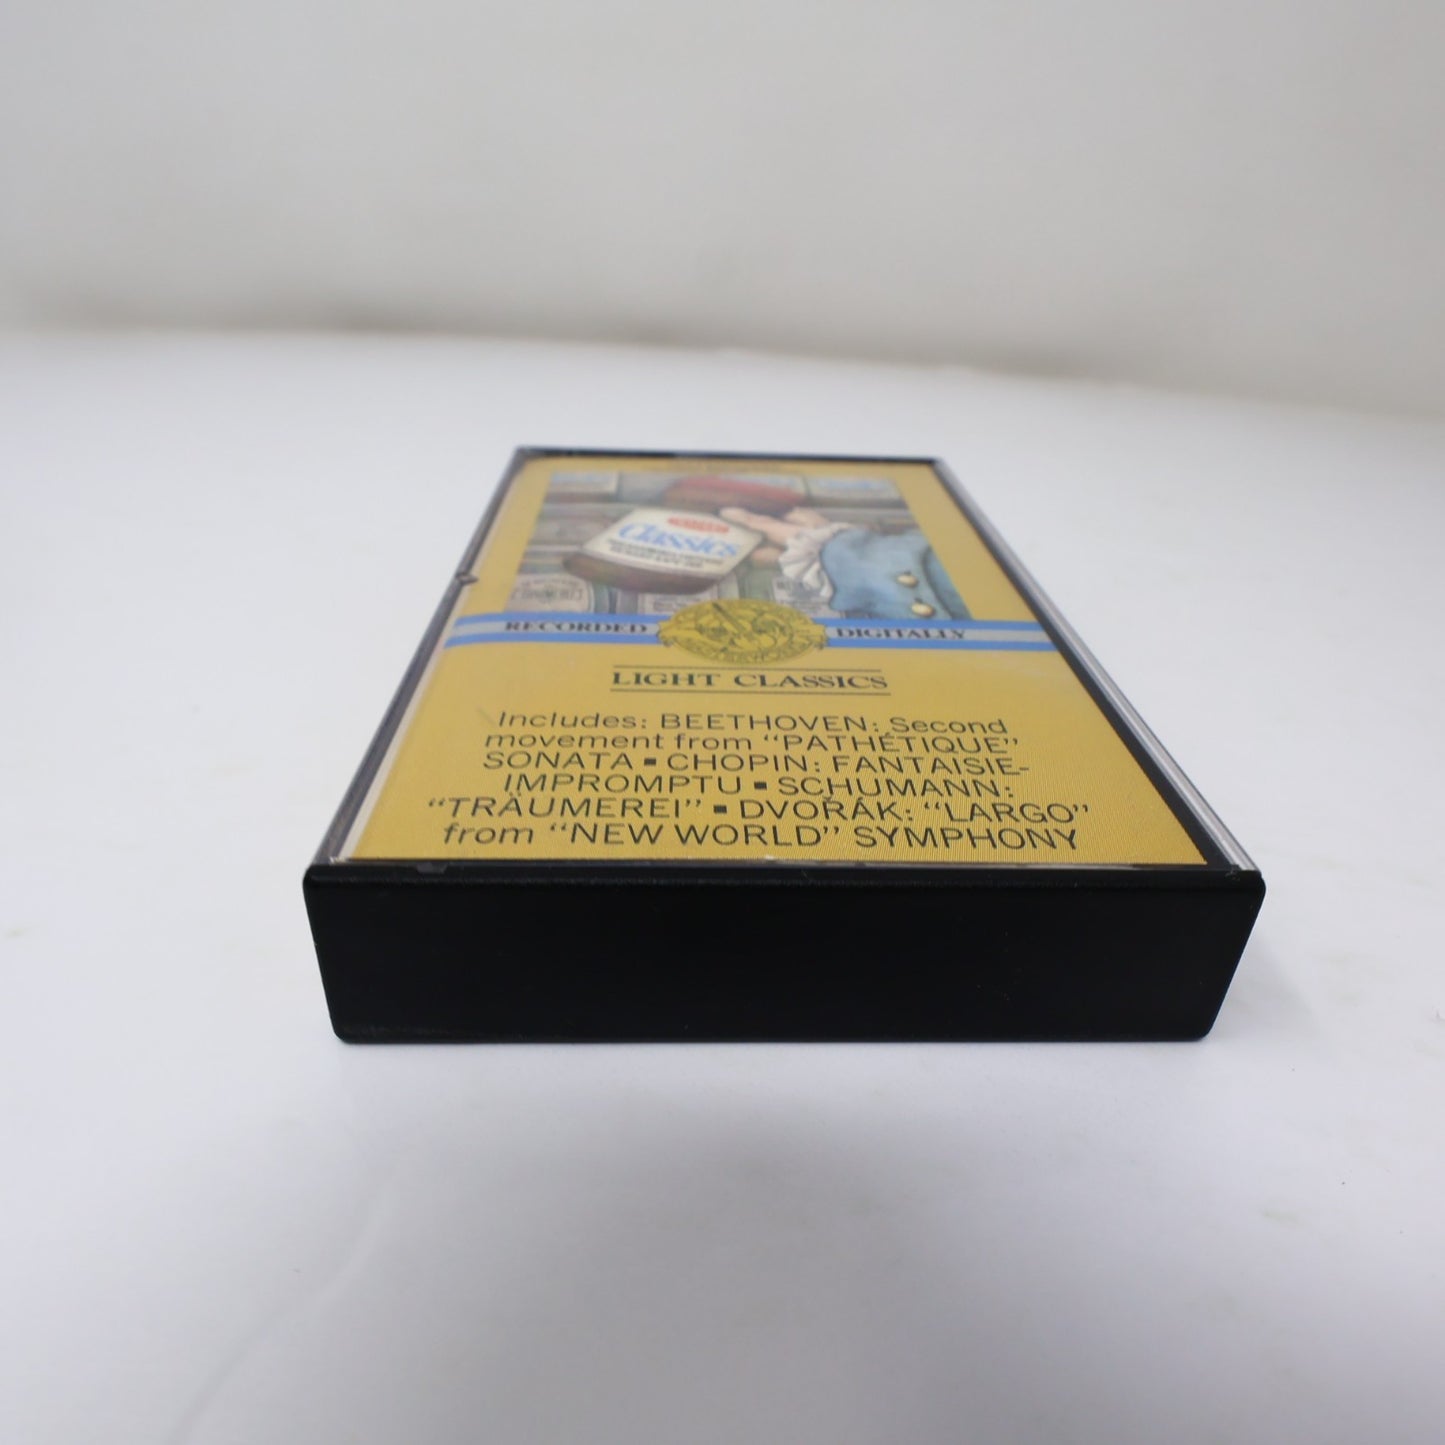 Classics
RECORDED DIGITALLY
LIGHT CLASSICS
Includes: BEETHOVEN: Second
movement from “PATHÉTIQUE”
SONATA ▪ CHOPIN: FANTAISIE-
IMPROMPTU ▪ SCHUMANN:
“TRÄUMEREI” ▪ DVOŘÁK: “LARGO”
from “NEW WORLD” SYMPHONY